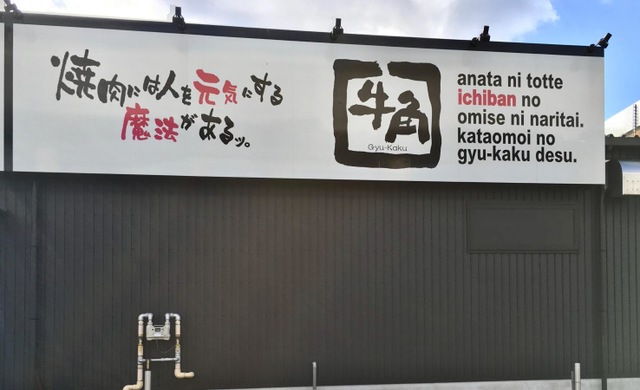 焼肉には人を元気にする
魔法があるッ。
牛角
Gyu-Kaku
anata ni totte
ichiban no
omise ni naritai.
kataomoi no
gyu-kaku desu.